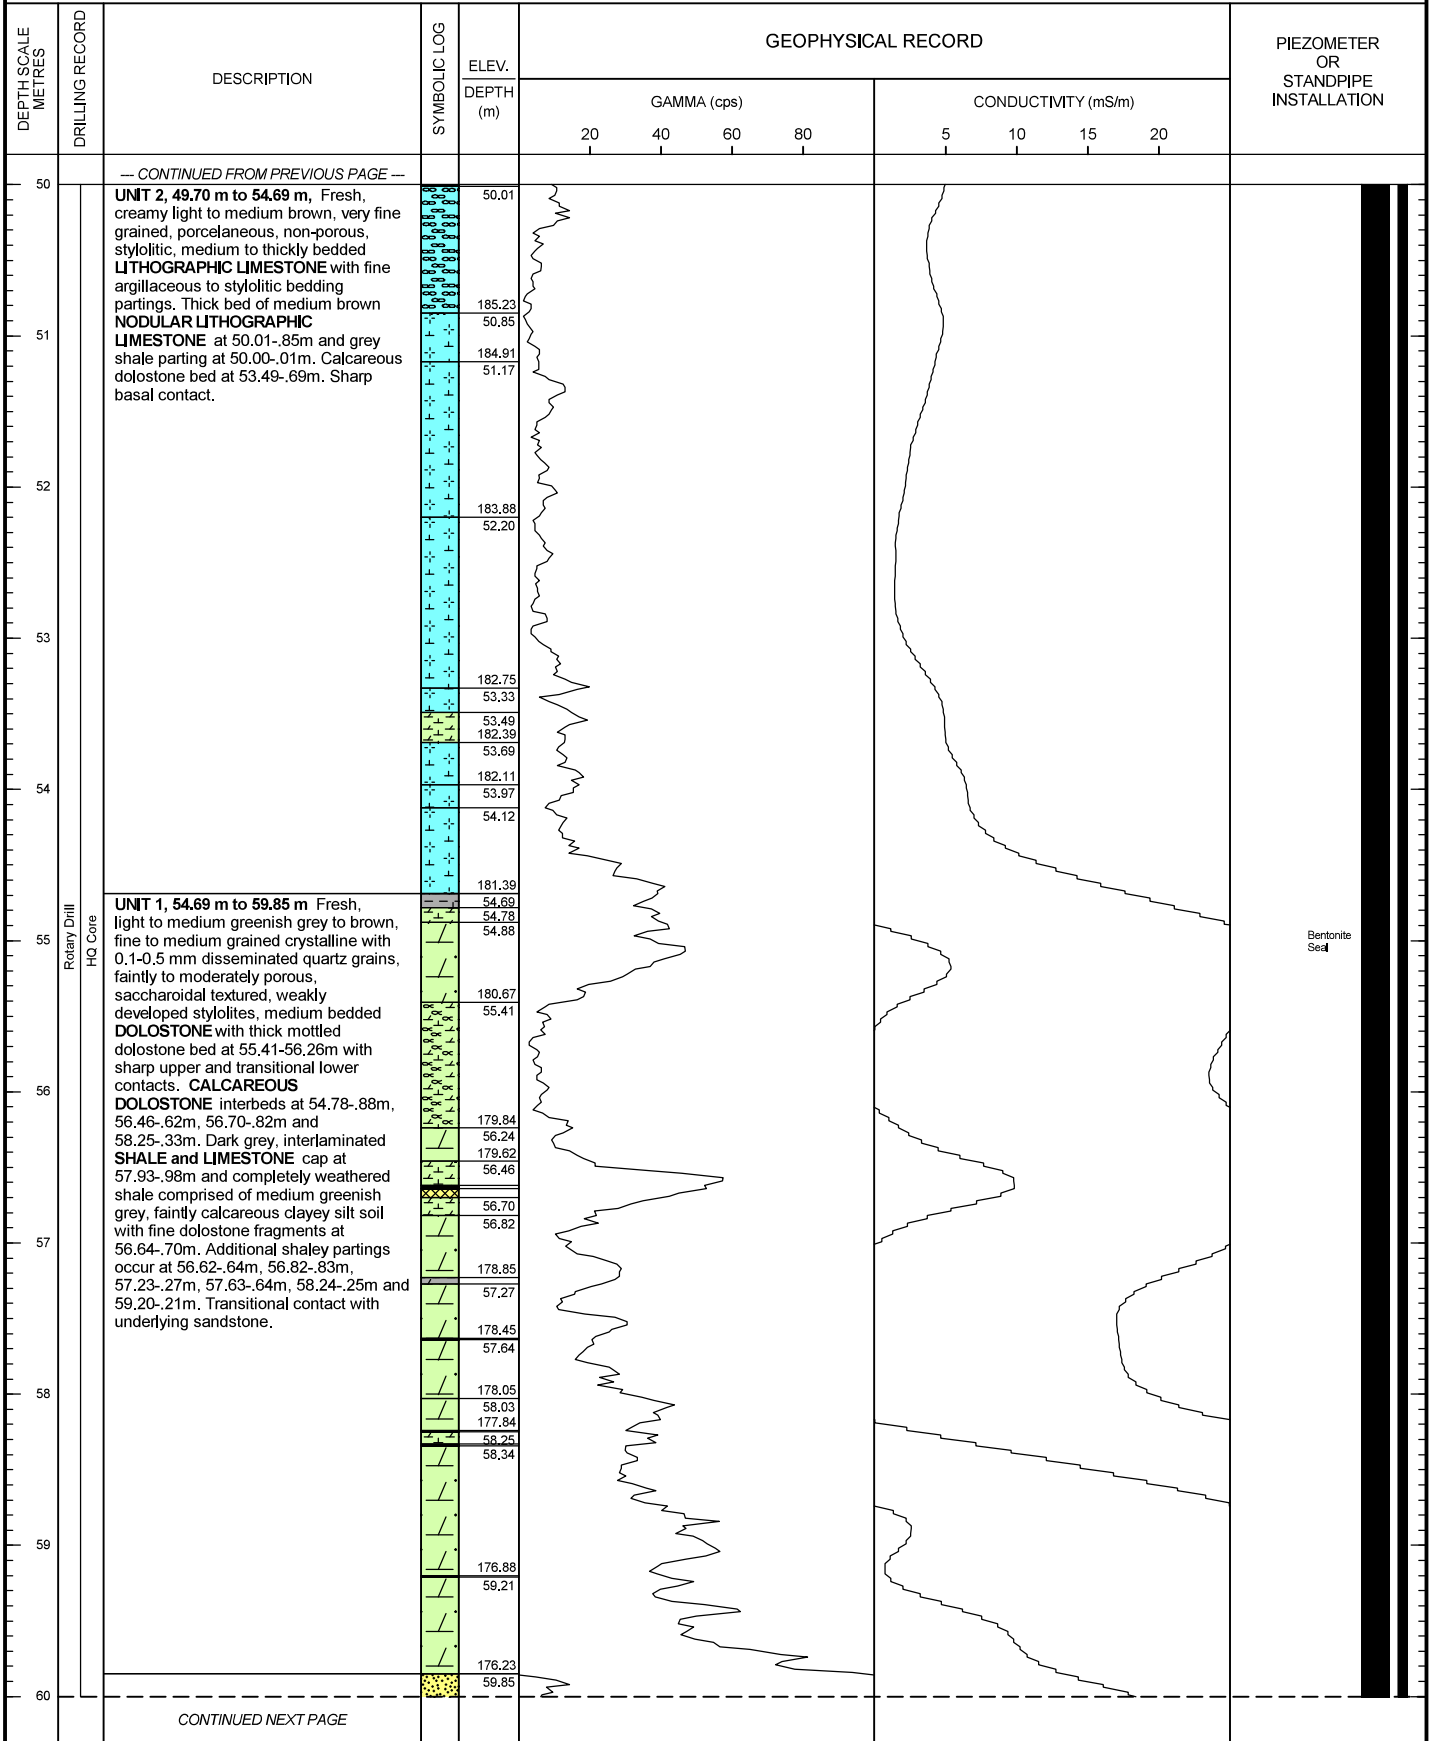 DEPTH SCALE
METRES
DRILLING RECORD
DESCRIPTION
SYMBOLIC LOG
ELEV.
DEPTH
(m)
GEOPHYSICAL RECORD
GAMMA (cps)
20 40 60 80
CONDUCTIVITY (mS/m)
5 10 15 20
PIEZOMETER
OR
STANDPIPE
INSTALLATION
--- CONTINUED FROM PREVIOUS PAGE ---
50
51
52
53
54
55
56
57
58
59
60
Rotary Drill
HQ Core
UNIT 2, 49.70 m to 54.69 m, Fresh,
creamy light to medium brown, very fine
grained, porcelaneous, non-porous,
stylolitic, medium to thickly bedded
LITHOGRAPHIC LIMESTONE with fine
argillaceous to stylolitic bedding
partings. Thick bed of medium brown
NODULAR LITHOGRAPHIC
LIMESTONE at 50.01-.85m and grey
shale parting at 50.00-.01m. Calcareous
dolostone bed at 53.49-.69m. Sharp
basal contact.
UNIT 1, 54.69 m to 59.85 m Fresh,
light to medium greenish grey to brown,
fine to medium grained crystalline with
0.1-0.5 mm disseminated quartz grains,
faintly to moderately porous,
saccharoidal textured, weakly
developed stylolites, medium bedded
DOLOSTONE with thick mottled
dolostone bed at 55.41-56.26m with
sharp upper and transitional lower
contacts. CALCAREOUS
DOLOSTONE interbeds at 54.78-.88m,
56.46-.62m, 56.70-.82m and
58.25-.33m. Dark grey, interlaminated
SHALE and LIMESTONE cap at
57.93-.98m and completely weathered
shale comprised of medium greenish
grey, faintly calcareous clayey silt soil
with fine dolostone fragments at
56.64-.70m. Additional shaley partings
occur at 56.62-.64m, 56.82-.83m,
57.23-.27m, 57.63-.64m, 58.24-.25m and
59.20-.21m. Transitional contact with
underlying sandstone.
50.01
185.23
50.85
184.91
51.17
183.88
52.20
182.75
53.33
53.49
182.39
53.69
182.11
53.97
54.12
181.39
54.69
54.78
54.88
180.67
55.41
179.84
56.24
179.62
56.46
56.70
56.82
178.85
57.27
178.45
57.64
178.05
58.03
177.84
58.25
58.34
176.88
59.21
176.23
59.85
Bentonite
Seal
CONTINUED NEXT PAGE